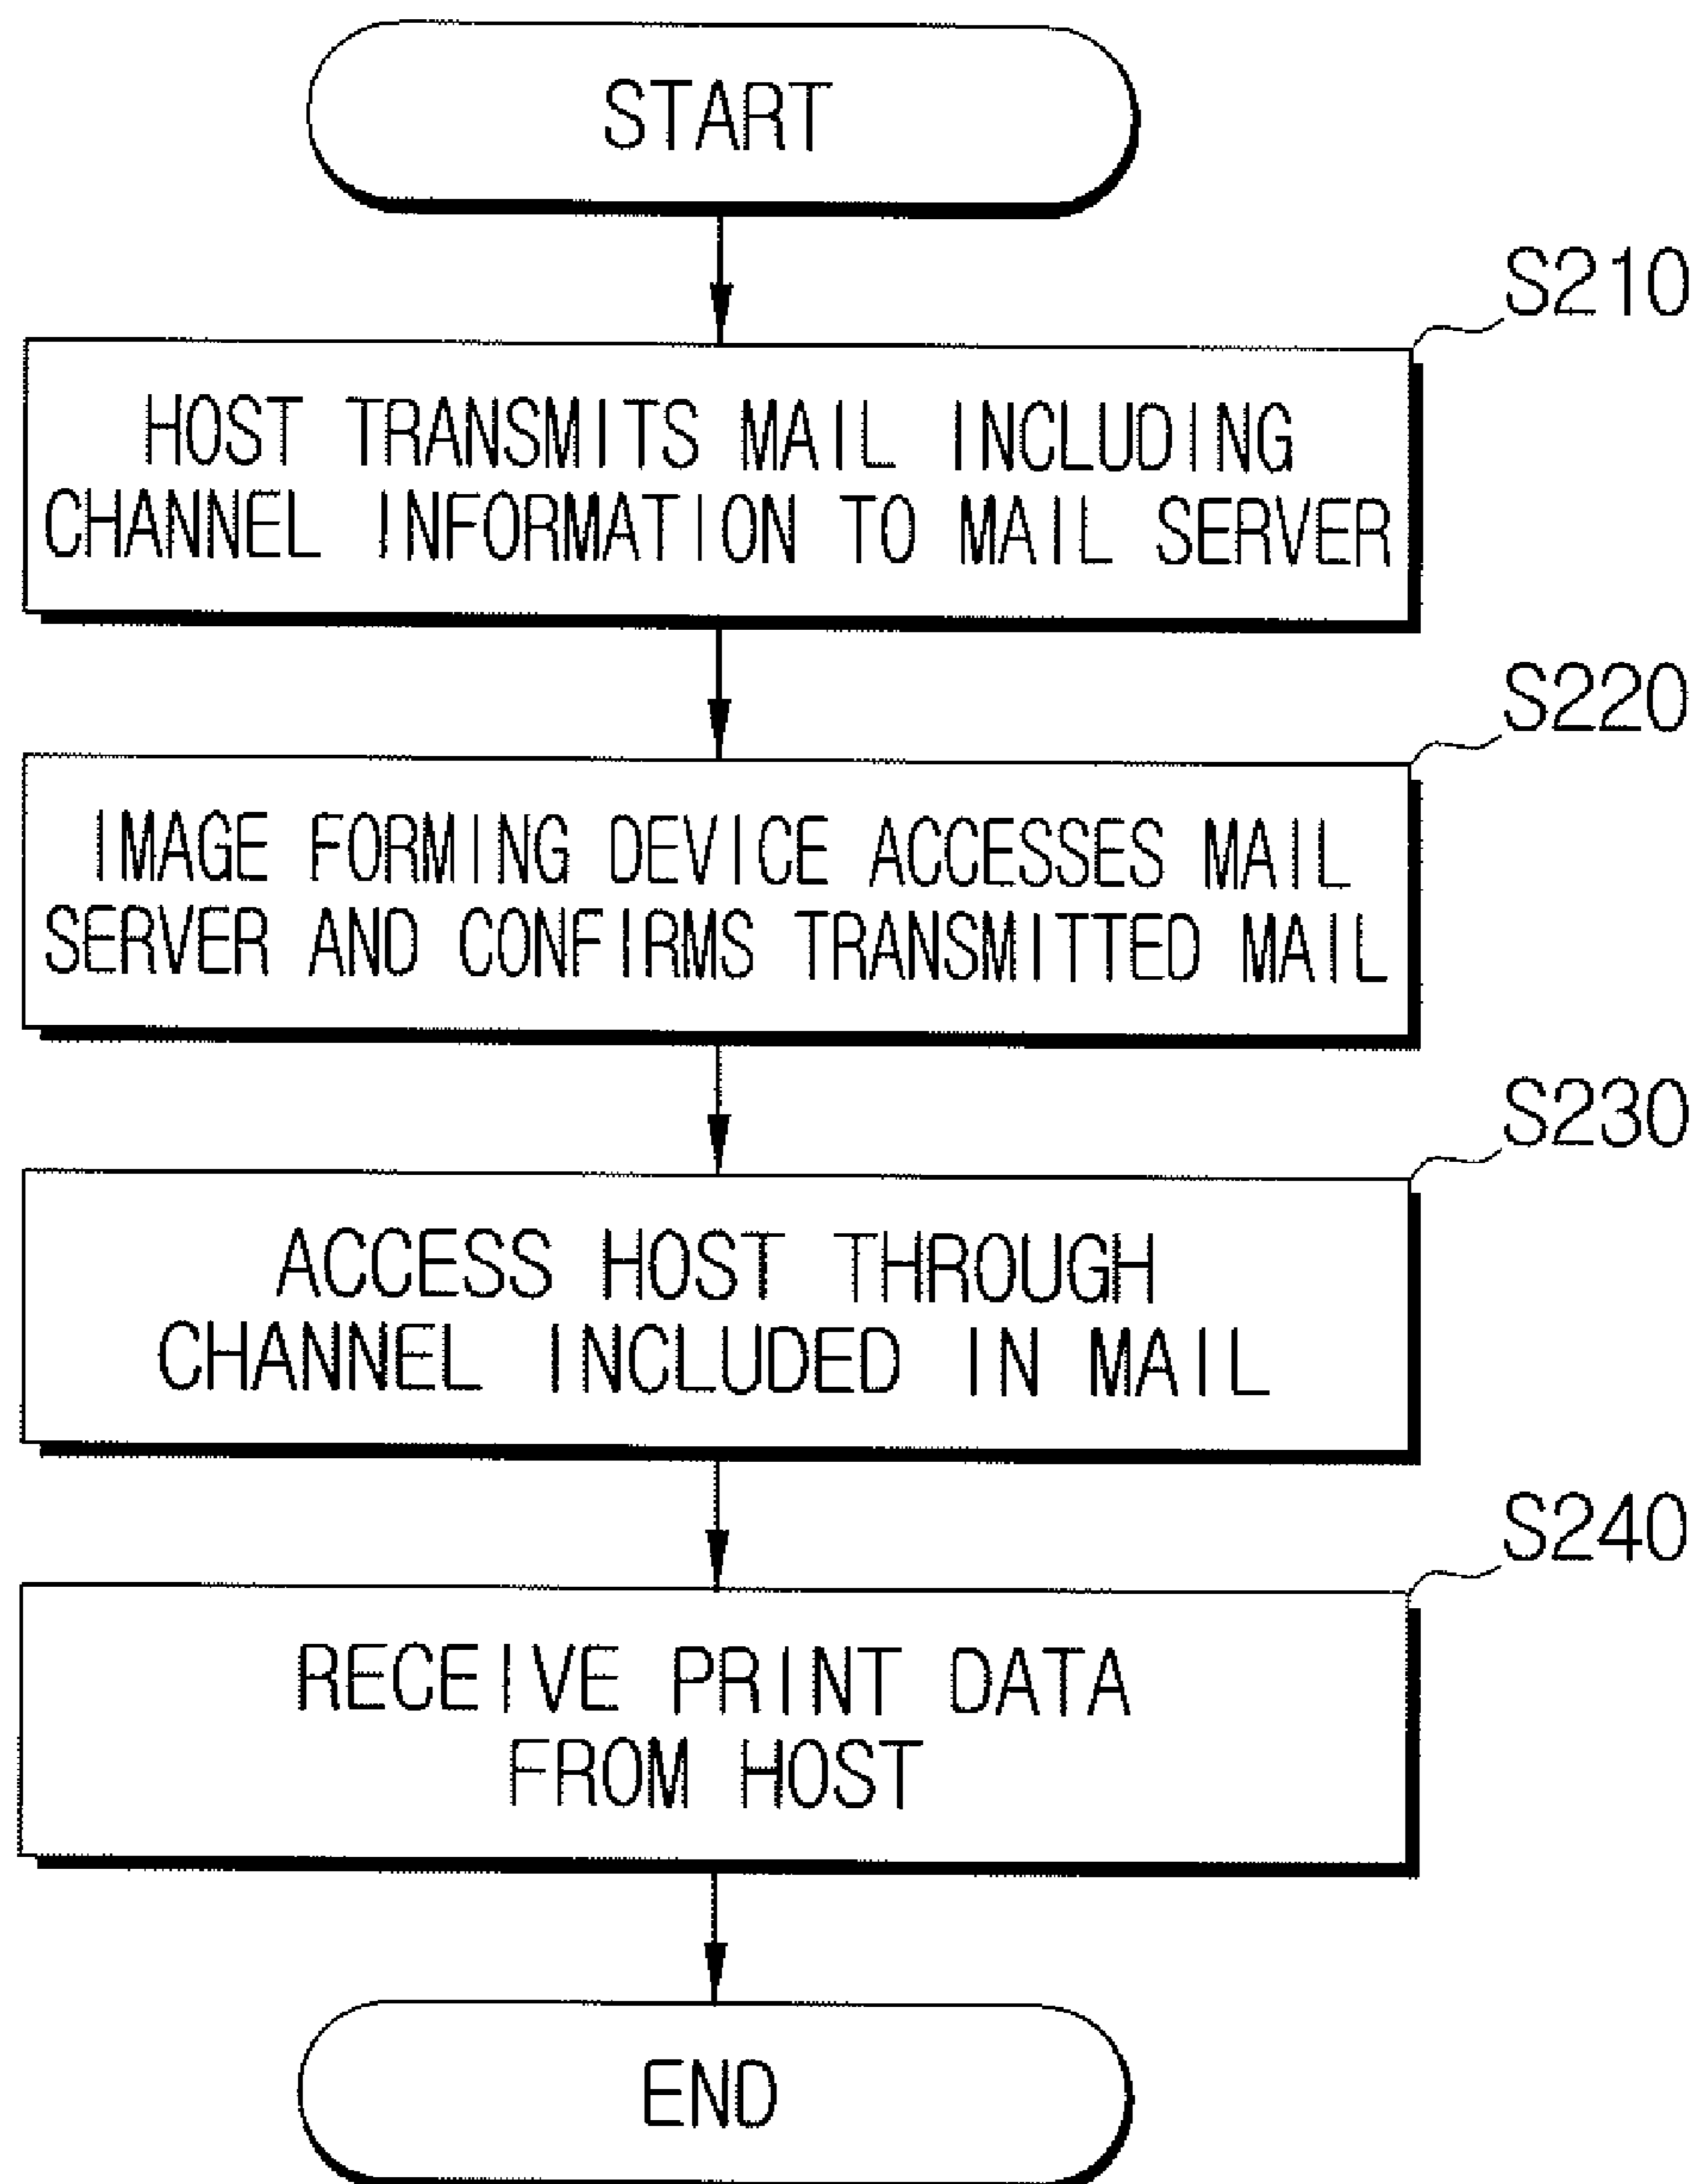 START
S210
HOST TRANSMITS MAIL INCLUDING
CHANNEL INFORMATION TO MAIL SERVER
S220
IMAGE FORMING DEVICE ACCESSES MAIL
SERVER AND CONFIRMS TRANSMITTED MAIL
S230
ACCESS HOST THROUGH
CHANNEL INCLUDED IN MAIL
S240
RECEIVE PRINT DATA
FROM HOST
END